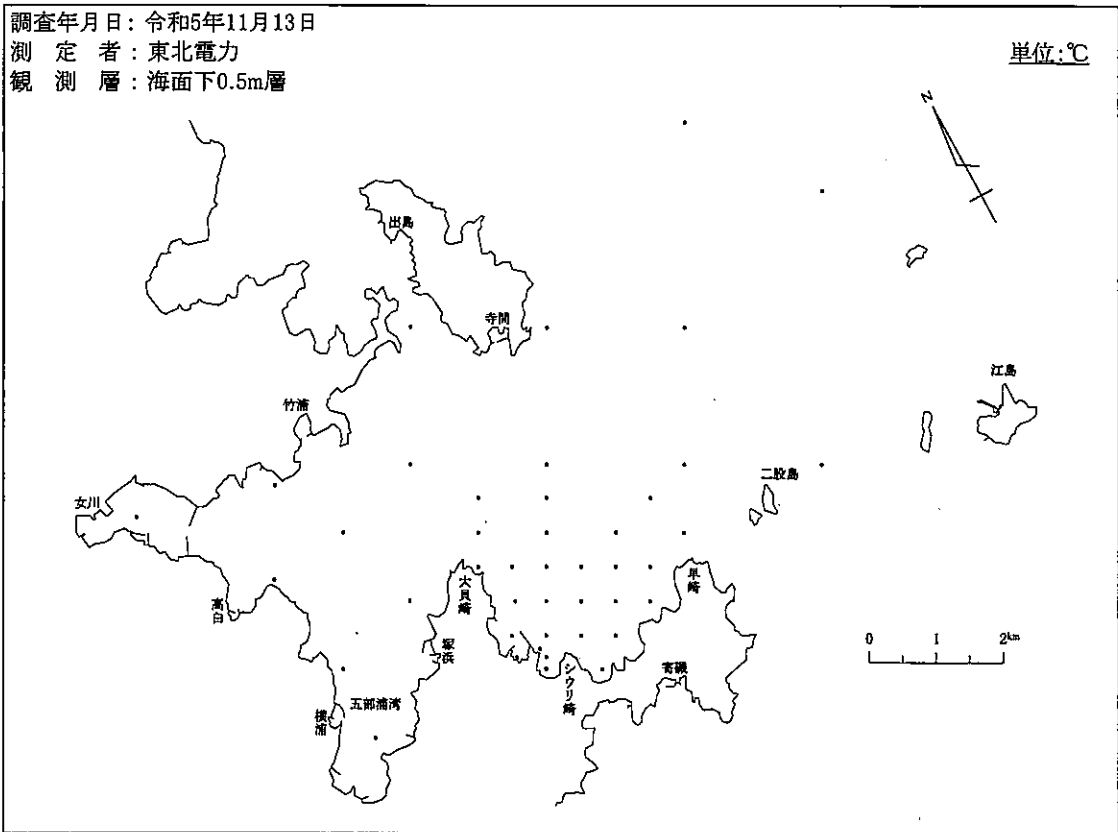 調査年月日：令和5年11月13日
測　定　者：東北電力
観　測　層：海面下0.5m層
単位：℃
N
出島
寺間
江島
竹浦
二股島
女川
大貝崎
早崎
高白
塚浜
シウリ崎
寄磯
五部浦湾
横浦
0 1 2km